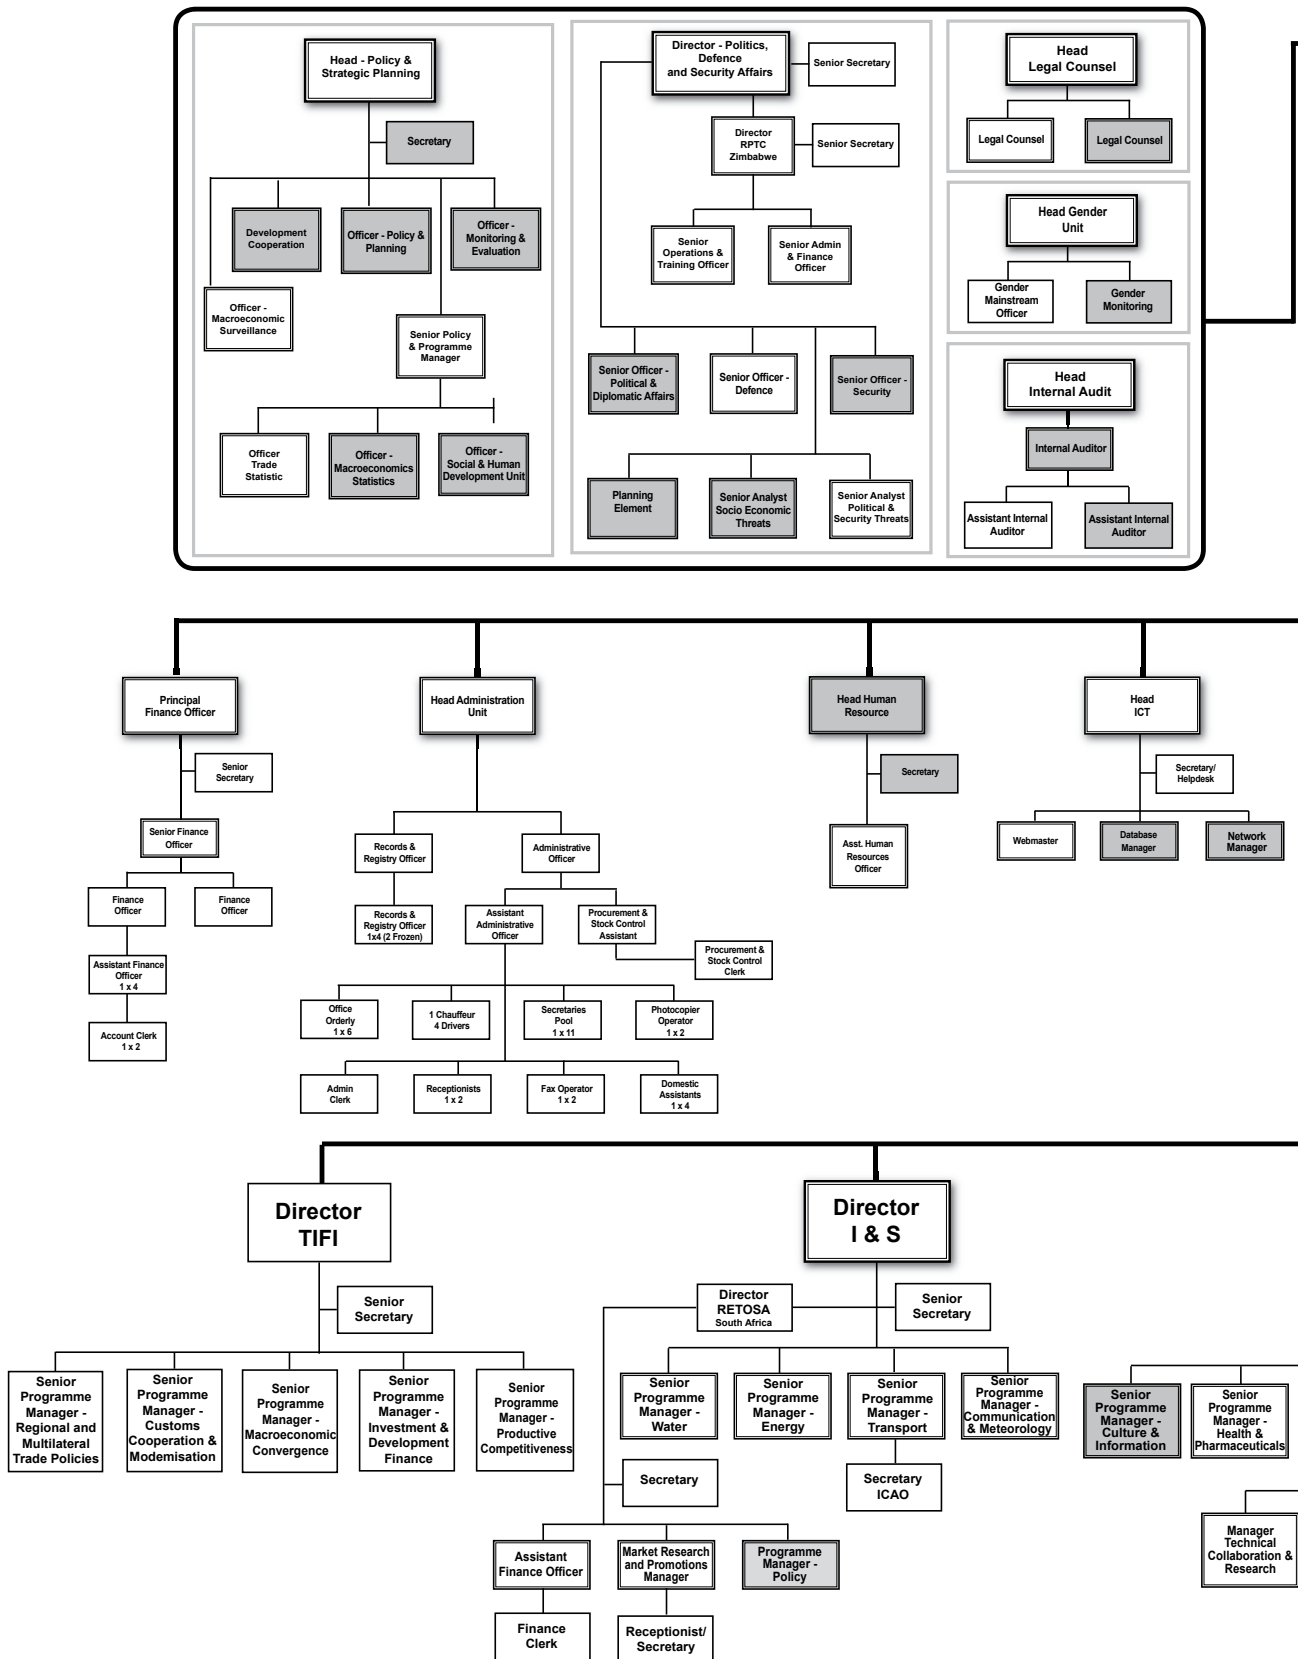 Head - Policy &
Strategic Planning
Secretary
Development
Cooperation
Officer - Policy &
Planning
Officer -
Monitoring &
Evaluation
Officer -
Macroeconomic
Surveillance
Senior Policy
& Programme
Manager
Officer
Trade
Statistic
Officer -
Macroeconomics
Statistics
Officer -
Social & Human
Development Unit
Director - Politics,
Defence
and Security Affairs
Senior Secretary
Director
RPTC
Zimbabwe
Senior Secretary
Senior
Operations &
Training Officer
Senior Admin
& Finance
Officer
Senior Officer -
Political &
Diplomatic Affairs
Senior Officer -
Defence
Senior Officer -
Security
Planning
Element
Senior Analyst
Socio Economic
Threats
Senior Analyst
Political &
Security Threats
Head
Legal Counsel
Legal Counsel
Legal Counsel
Head Gender
Unit
Gender
Mainstream
Officer
Gender
Monitoring
Head
Internal Audit
Internal Auditor
Assistant Internal
Auditor
Assistant Internal
Auditor
Principal
Finance Officer
Senior
Secretary
Senior Finance
Officer
Finance
Officer
Finance
Officer
Assistant Finance
Officer
1 x 4
Account Clerk
1 x 2
Head Administration
Unit
Records &
Registry Officer
Administrative
Officer
Records &
Registry Officer
1x4 (2 Frozen)
Assistant
Administrative
Officer
Procurement &
Stock Control
Assistant
Procurement &
Stock Control
Clerk
Office
Orderly
1 x 6
1 Chauffeur
4 Drivers
Secretaries
Pool
1 x 11
Photocopier
Operator
1 x 2
Admin
Clerk
Receptionists
1 x 2
Fax Operator
1 x 2
Domestic
Assistants
1 x 4
Head Human
Resource
Secretary
Asst. Human
Resources
Officer
Head
ICT
Secretary/
Helpdesk
Webmaster
Database
Manager
Network
Manager
Director
TIFI
Senior
Secretary
Senior
Programme
Manager -
Regional and
Multilateral
Trade Policies
Senior
Programme
Manager -
Customs
Cooperation &
Modemisation
Senior
Programme
Manager -
Macroeconomic
Convergence
Senior
Programme
Manager -
Investment &
Development
Finance
Senior
Programme
Manager -
Productive
Competitiveness
Director
I & S
Director
RETOSA
South Africa
Senior
Secretary
Senior
Programme
Manager -
Water
Senior
Programme
Manager -
Energy
Senior
Programme
Manager -
Transport
Senior
Programme
Manager -
Communication
& Meteorology
Secretary
Secretary
ICAO
Assistant
Finance Officer
Market Research
and Promotions
Manager
Programme
Manager -
Policy
Finance
Clerk
Receptionist/
Secretary
Senior
Programme
Manager -
Culture &
Information
Senior
Programme
Manager -
Health &
Pharmaceuticals
Manager
Technical
Collaboration &
Research